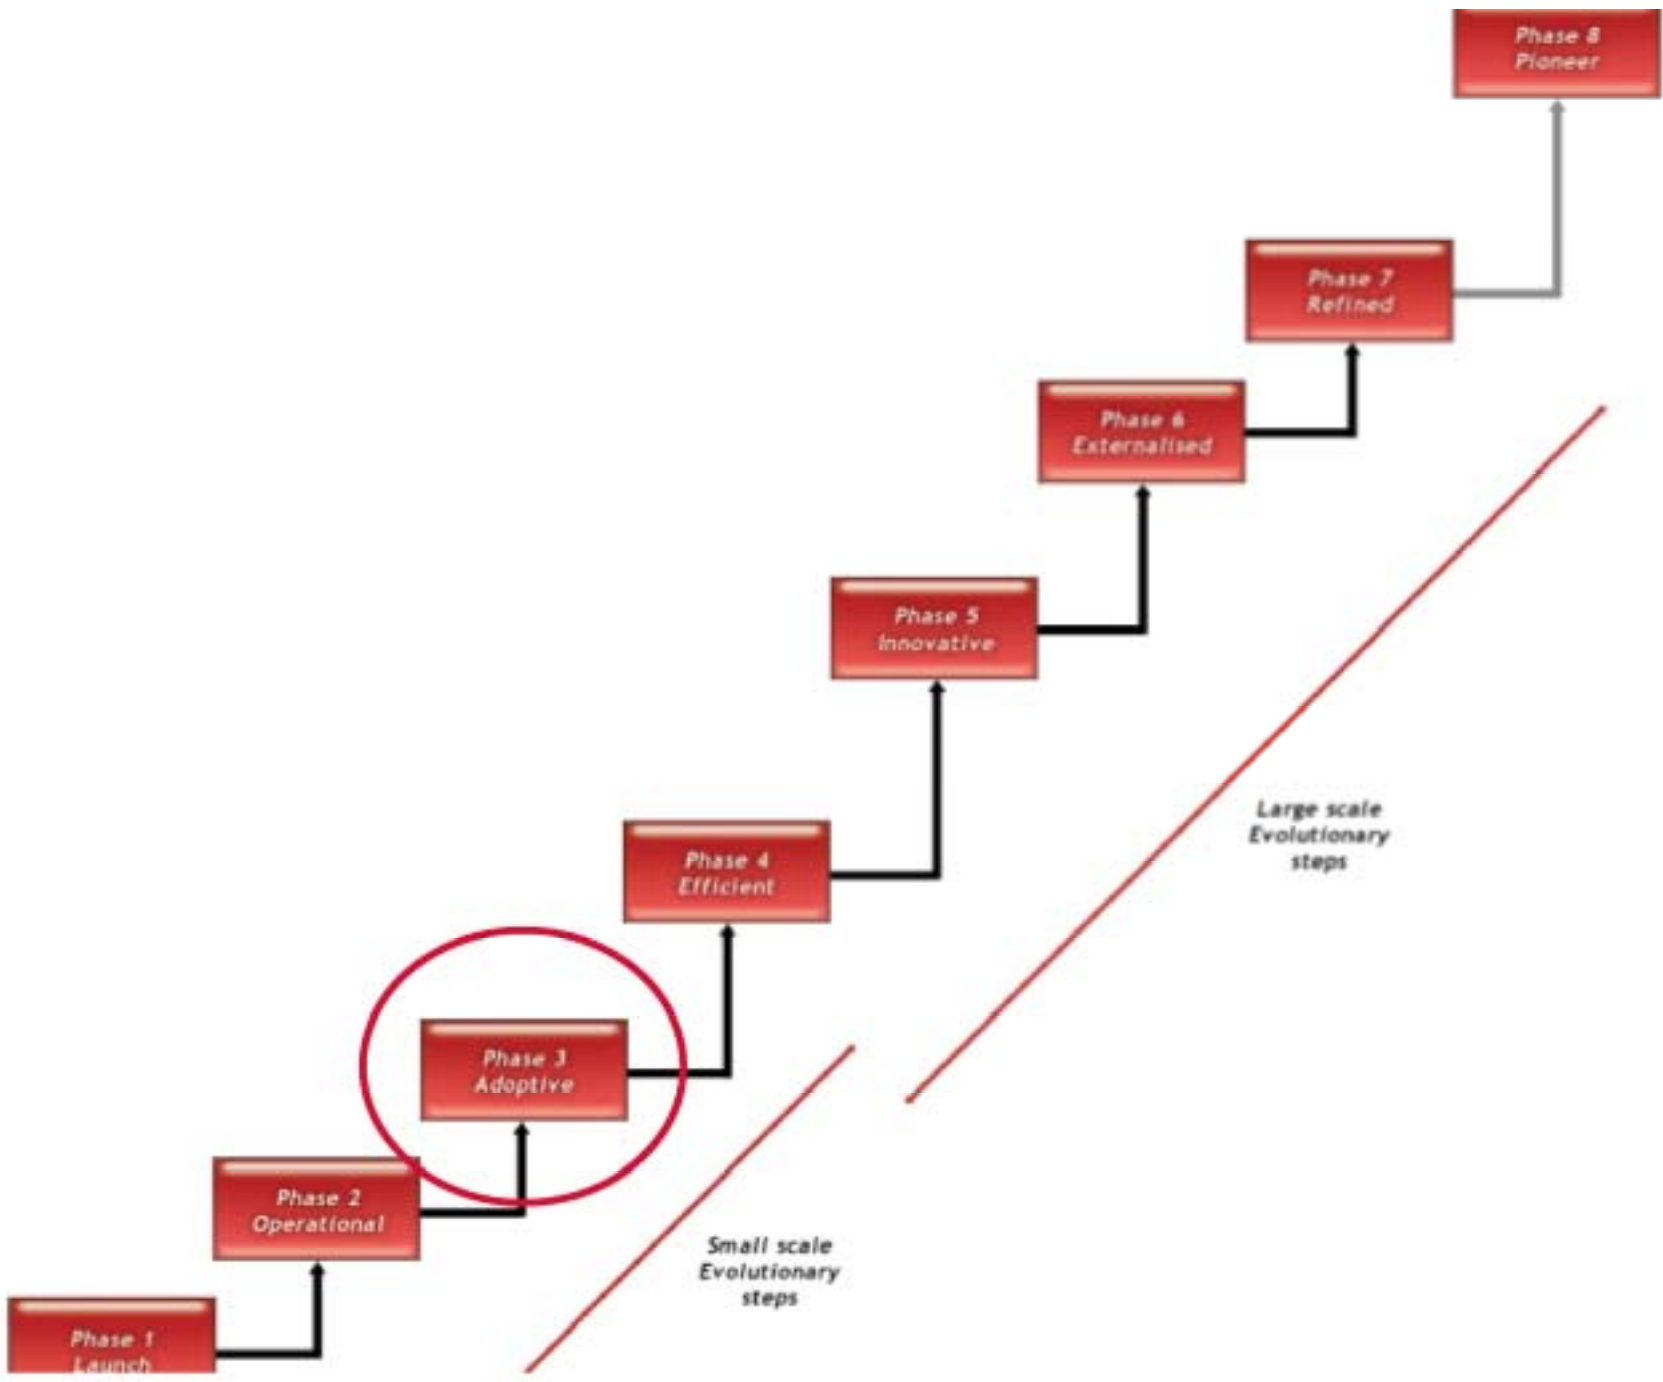 Phase 8
Pioneer
Phase 7
Refined
Phase 6
Externalised
Phase 5
Innovative
Large scale
Evolutionary
steps
Phase 4
Efficient
Phase 3
Adoptive
Phase 2
Operational
Small scale
Evolutionary
steps
Phase 1
Launch